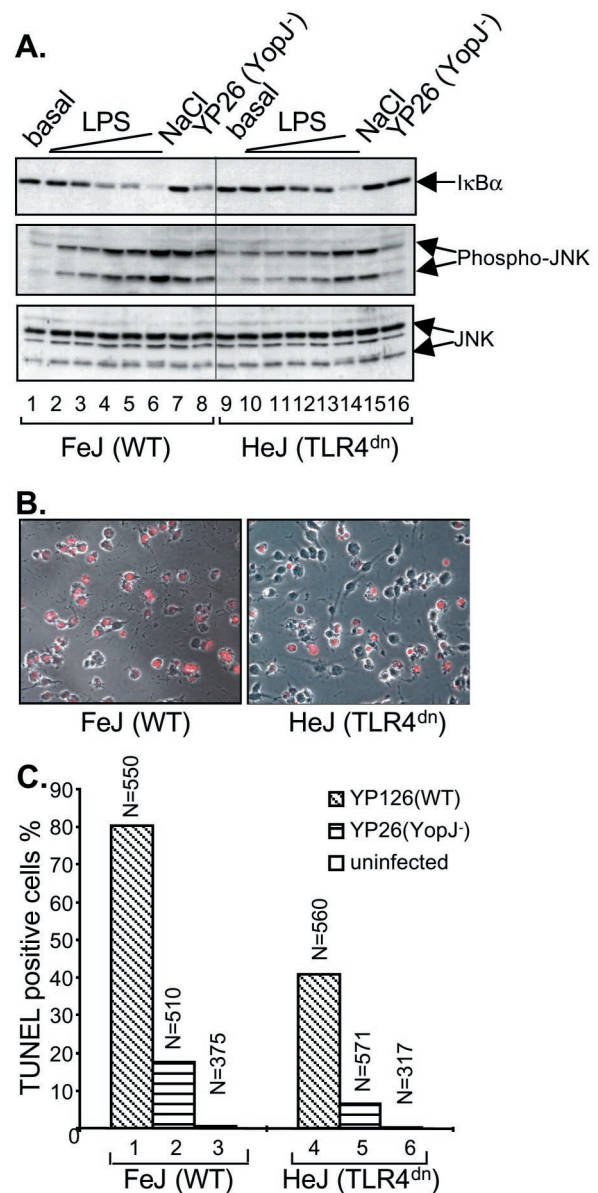 A.
basal
LPS
NaCl
YP26 (YopJ-)
basal
LPS
NaCl
YP26 (YopJ-)
IκBα
Phospho-JNK
JNK
1 2 3 4 5 6 7 8 9 10 11 12 13 14 15 16
FeJ (WT) HeJ (TLR4dn)
B.
FeJ (WT) HeJ (TLR4dn)
C.
TUNEL positive cells %
90
80
70
60
50
40
30
20
10
0
N=550
N=510
N=375
N=560
N=571
N=317
YP126(WT)
YP26(YopJ-)
uninfected
1 2 3 4 5 6
FeJ (WT) HeJ (TLR4dn)